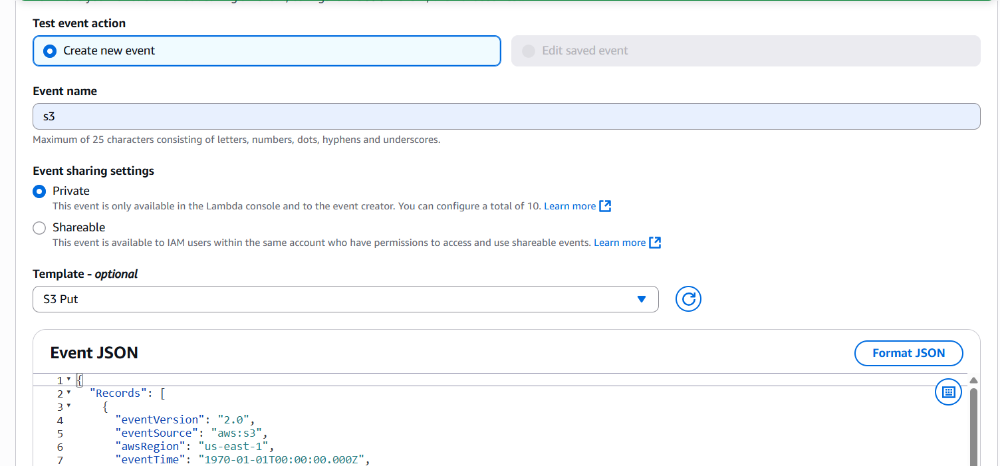 Test event action
Create new event
Edit saved event
Event name
s3
Maximum of 25 characters consisting of letters, numbers, dots, hyphens and underscores.
Event sharing settings
Private
This event is only available in the Lambda console and to the event creator. You can configure a total of 10. Learn more
Shareable
This event is available to IAM users within the same account who have permissions to access and use shareable events. Learn more
Template - optional
S3 Put
Event JSON
Format JSON
1 {
2 "Records": [
3 {
4 "eventVersion": "2.0",
5 "eventSource": "aws:s3",
6 "awsRegion": "us-east-1",
7 "eventTime": "1970-01-01T00:00:00.000Z",